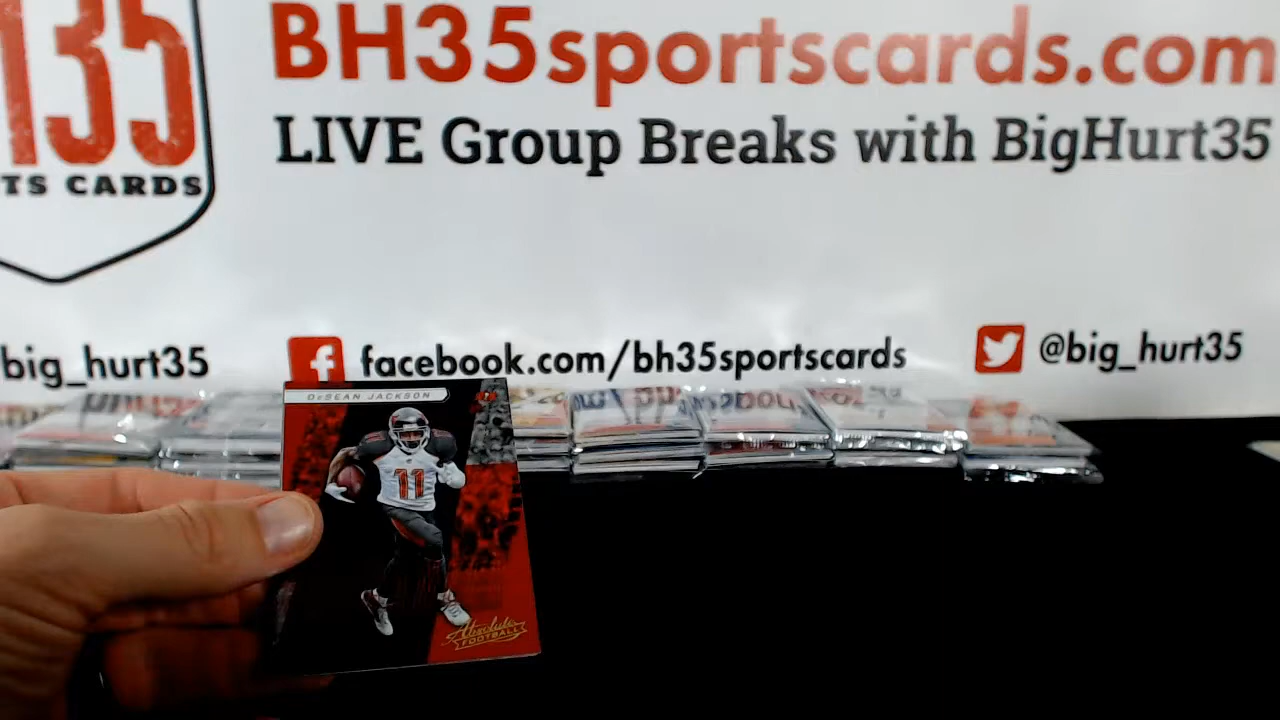 135
TS CARDS
BH35sportscards.com
LIVE Group Breaks with BigHurt35
big_hurt35
f facebook.com/bh35sportscards
@big_hurt35
DeSEAN JACKSON
11
Absolute
FOOTBALL